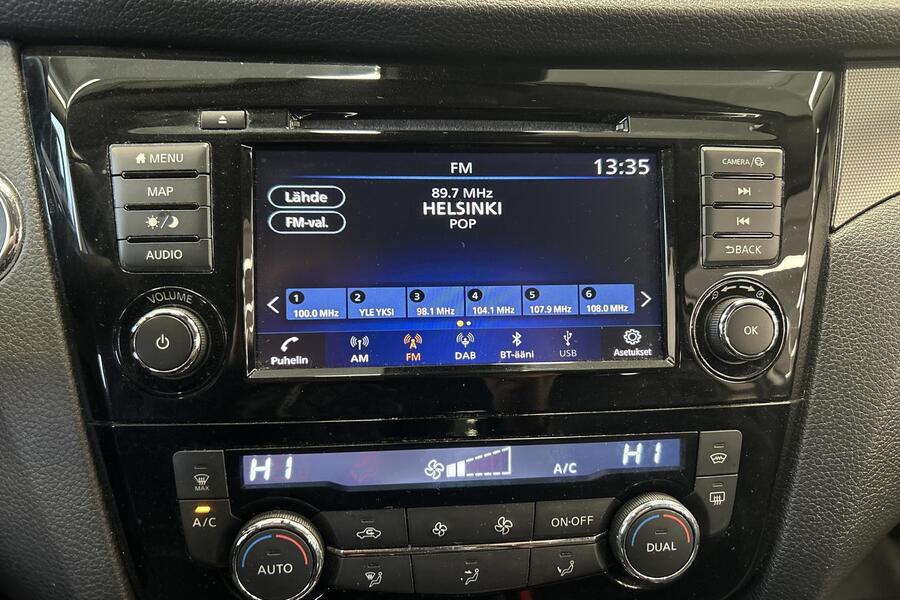 MENU
MAP
AUDIO
VOLUME
FM
13:35
Lähde
FM-val.
89.7 MHz
HELSINKI
POP
1
100.0 MHz
2
YLE YKSI
3
98.1 MHz
4
104.1 MHz
5
107.9 MHz
6
108.0 MHz
Puhelin
AM
FM
DAB
BT-ääni
USB
Asetukset
CAMERA/
BACK
OK
HI
A/C
HI
MAX
A/C
AUTO
ON·OFF
DUAL